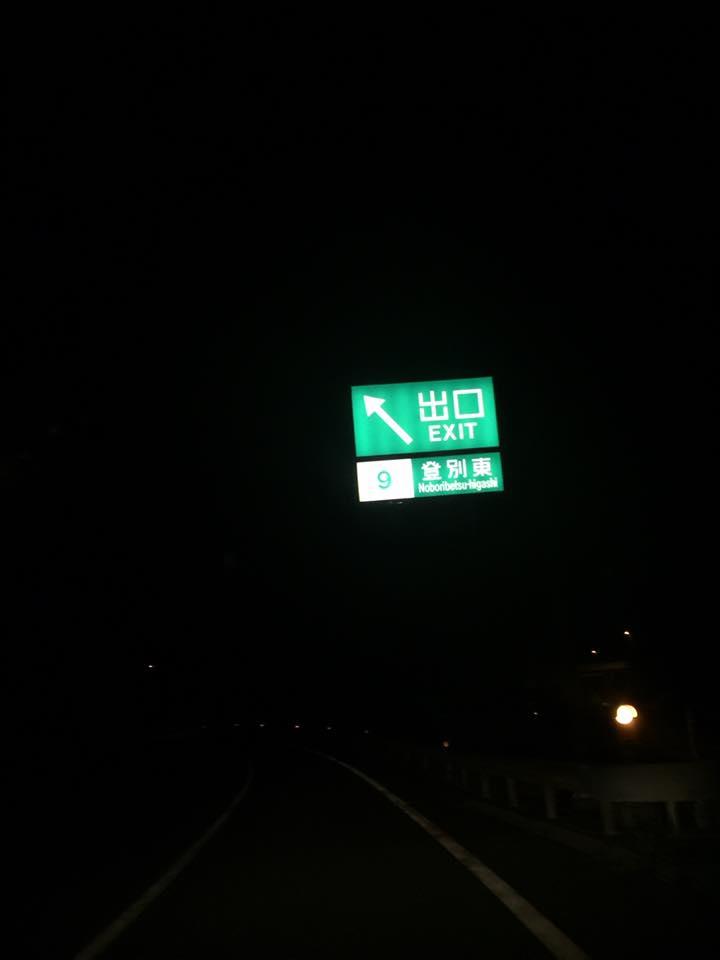 出口
EXIT
9
登別東
Noboribetsu-higashi